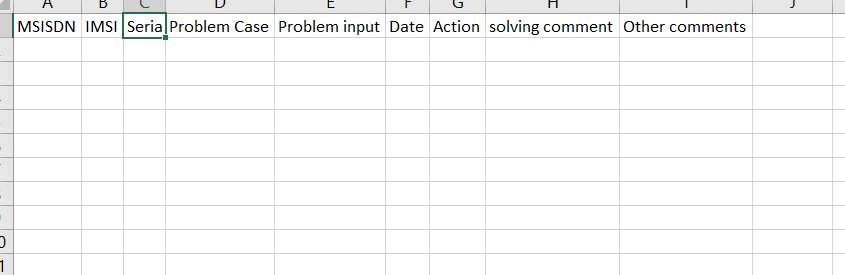 A B C D E F G H I J
MSISDN IMSI Seria Problem Case Problem input Date Action solving comment Other comments
0
1